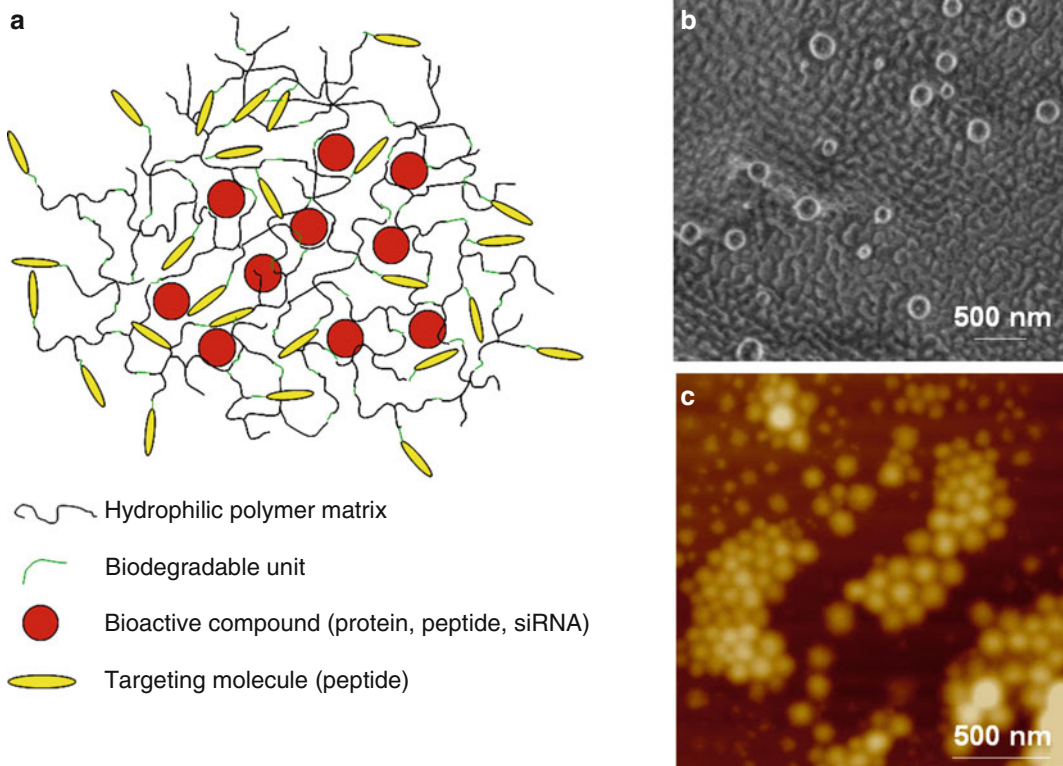 a
Hydrophilic polymer matrix
Biodegradable unit
Bioactive compound (protein, peptide, siRNA)
Targeting molecule (peptide)
b
500 nm
c
500 nm